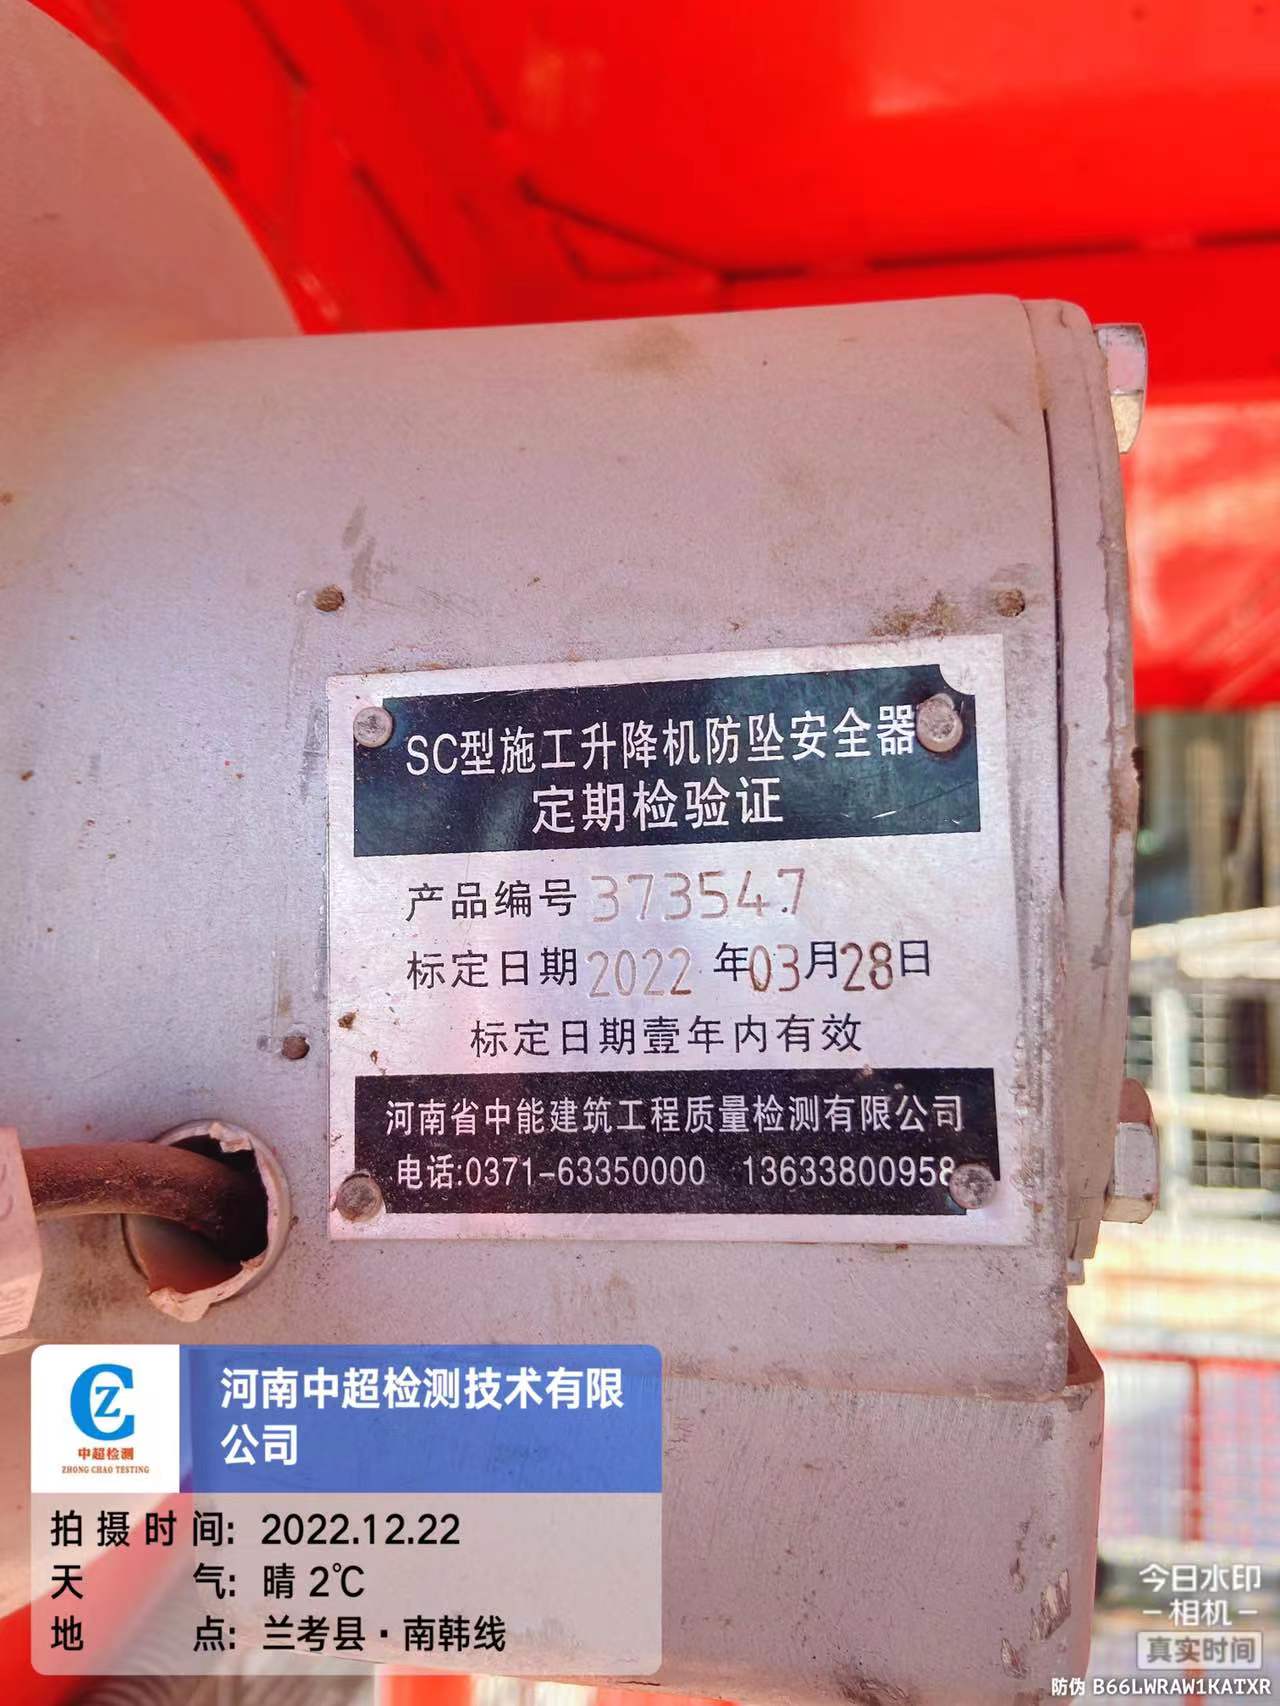 SC型施工升降机防坠安全器
定期检验证
产品编号 373547
标定日期 2022 年 03 月 28 日
标定日期壹年内有效
河南省中能建筑工程质量检测有限公司
电话:0371-63350000 13633800958
CZ
中超检测
ZHONG CHAO TESTING
河南中超检测技术有限
公司
拍摄时间: 2022.12.22
天气: 晴 2℃
地点: 兰考县·南韩线
今日水印
相机
真实时间
防伪 B66LWRAW1KATXR